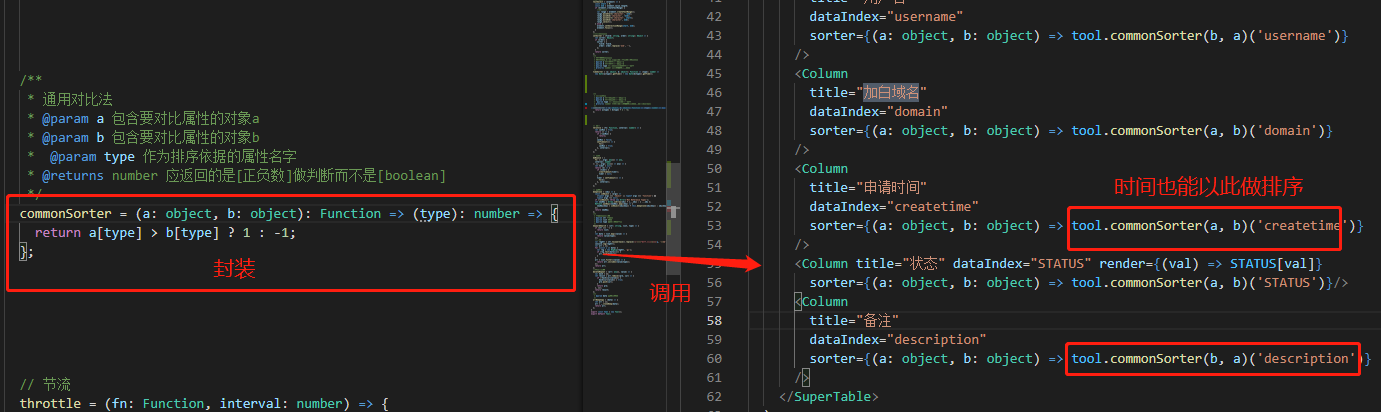 /**
* 通用对比法
* @param a 包含要对比属性的对象a
* @param b 包含要对比属性的对象b
*  @param type 作为排序依据的属性名字
* @returns number 应返回的是[正负数]做判断而不是[boolean]
*/
commonSorter = (a: object, b: object): Function => (type): number => {
return a[type] > b[type] ? 1 : -1;
};
封装
// 节流
throttle = (fn: Function, interval: number) => {
调用
42 dataIndex="username"
43 sorter={(a: object, b: object) => tool.commonSorter(b, a)('username')}
44 />
45 <Column
46 title="加白域名"
47 dataIndex="domain"
48 sorter={(a: object, b: object) => tool.commonSorter(a, b)('domain')}
49 />
50 <Column
51 title="申请时间"
时间也能以此做排序
52 dataIndex="createtime"
53 sorter={(a: object, b: object) => tool.commonSorter(a, b)('createtime')}
54 />
<Column title="状态" dataIndex="STATUS" render={(val) => STATUS[val]}
56 sorter={(a: object, b: object) => tool.commonSorter(a, b)('STATUS')}/>
57 <Column
58 title="备注"
59 dataIndex="description"
60 sorter={(a: object, b: object) => tool.commonSorter(b, a)('description')}
61 />
62 </SuperTable>